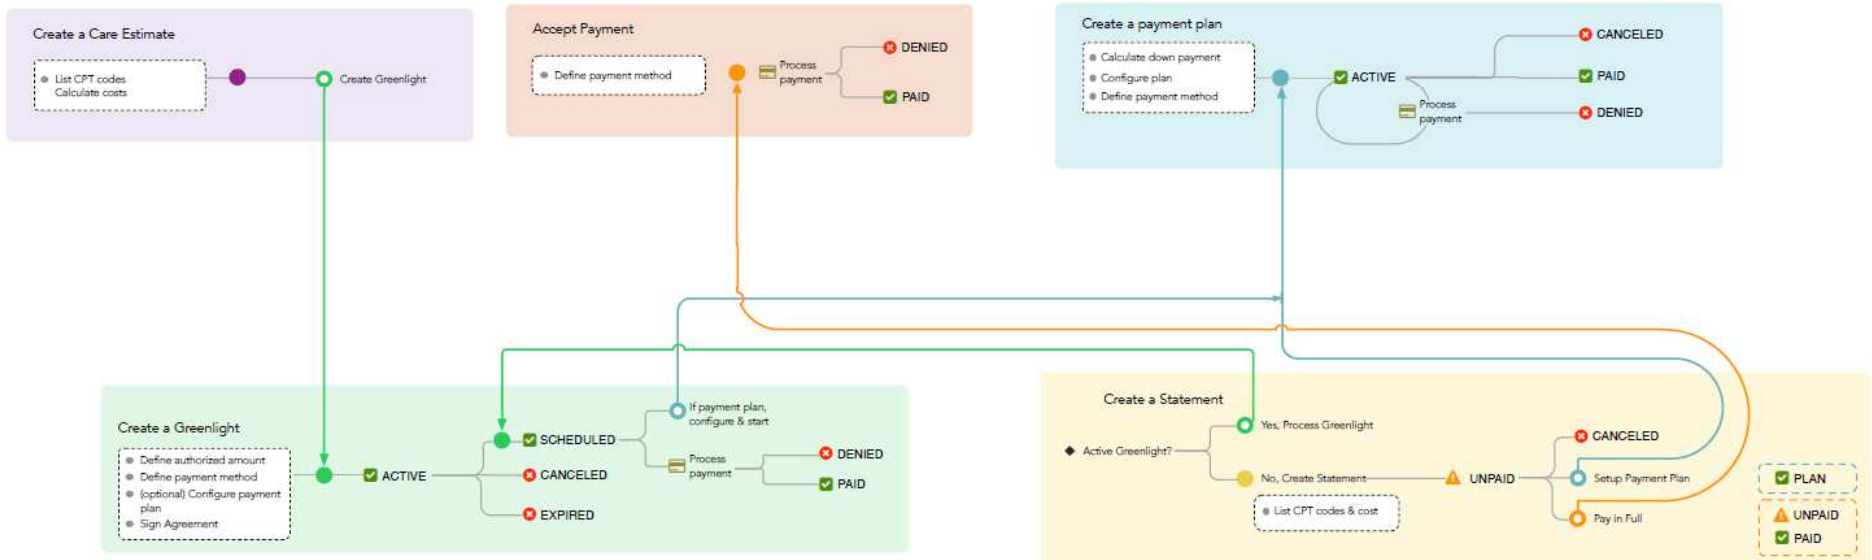 Create a Care Estimate
List CPT codes
Calculate costs
Create Greenlight
Accept Payment
Define payment method
Process
payment
DENIED
PAID
Create a payment plan
Calculate down payment
Configure plan
Define payment method
ACTIVE
Process
payment
CANCELED
PAID
DENIED
Create a Greenlight
Define authorized amount
Define payment method
(optional) Configure payment
plan
Sign Agreement
ACTIVE
SCHEDULED
CANCELED
EXPIRED
If payment plan,
configure & start
Process
payment
DENIED
PAID
Create a Statement
Active Greenlight?
Yes, Process Greenlight
No, Create Statement
List CPT codes & cost
UNPAID
CANCELED
Setup Payment Plan
Pay in Full
PLAN
UNPAID
PAID